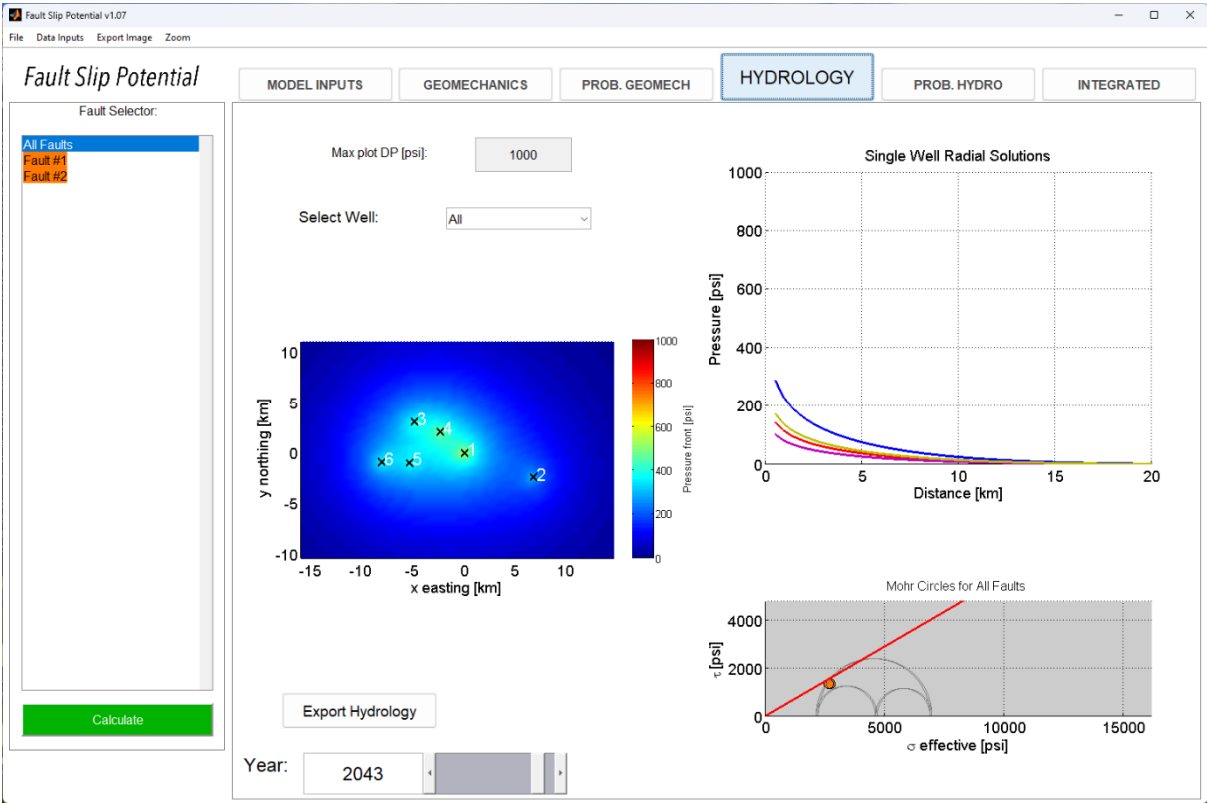 Fault Slip Potential v1.07
File Data Inputs Export Image Zoom
Fault Slip Potential
MODEL INPUTS
GEOMECHANICS
PROB. GEOMECH
HYDROLOGY
PROB. HYDRO
INTEGRATED
Fault Selector:
All Faults
Fault #1
Fault #2
Calculate
Max plot DP [psi]:
1000
Select Well:
All
10
5
0
-5
-10
y northing [km]
3
4
1
6
5
2
-15 -10 -5 0 5 10
x easting [km]
1000
800
600
400
200
0
Pressure front [psi]
Export Hydrology
Year:
2043
Single Well Radial Solutions
1000
800
600
400
200
0
Pressure [psi]
0 5 10 15 20
Distance [km]
Mohr Circles for All Faults
4000
2000
0
τ [psi]
0 5000 10000 15000
σ effective [psi]